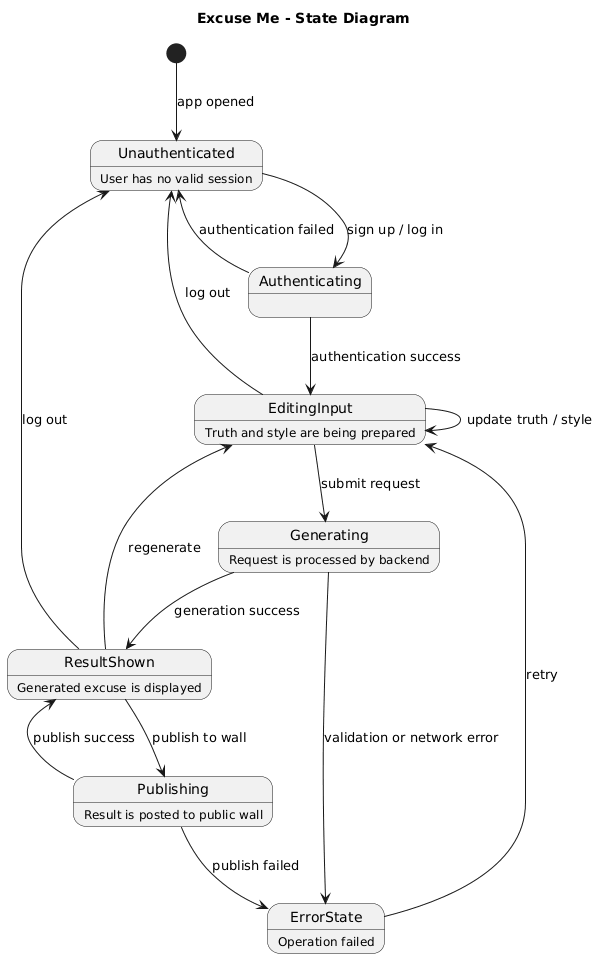 Excuse Me - State Diagram
app opened
Unauthenticated
User has no valid session
authentication failed
sign up / log in
Authenticating
log out
authentication success
EditingInput
Truth and style are being prepared
update truth / style
log out
submit request
Generating
Request is processed by backend
regenerate
generation success
ResultShown
Generated excuse is displayed
retry
publish success
publish to wall
validation or network error
Publishing
Result is posted to public wall
publish failed
ErrorState
Operation failed